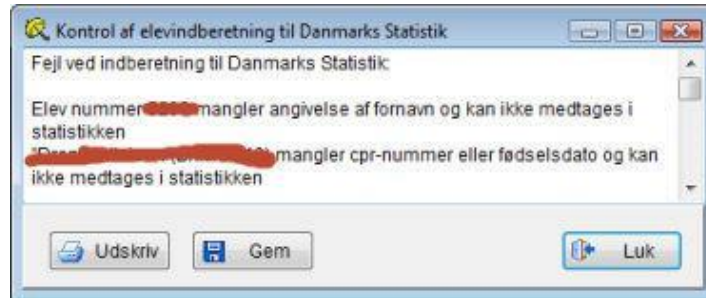 Kontrol af elevindberetning til Danmarks Statistik
Fejl ved indberetning til Danmarks Statistik:
Elev nummer mangler angivelse af fornavn og kan ikke medtages i
statistikken
mangler cpr-nummer eller fødselsdato og kan
ikke medtages i statistikken
Udskriv Gem Luk